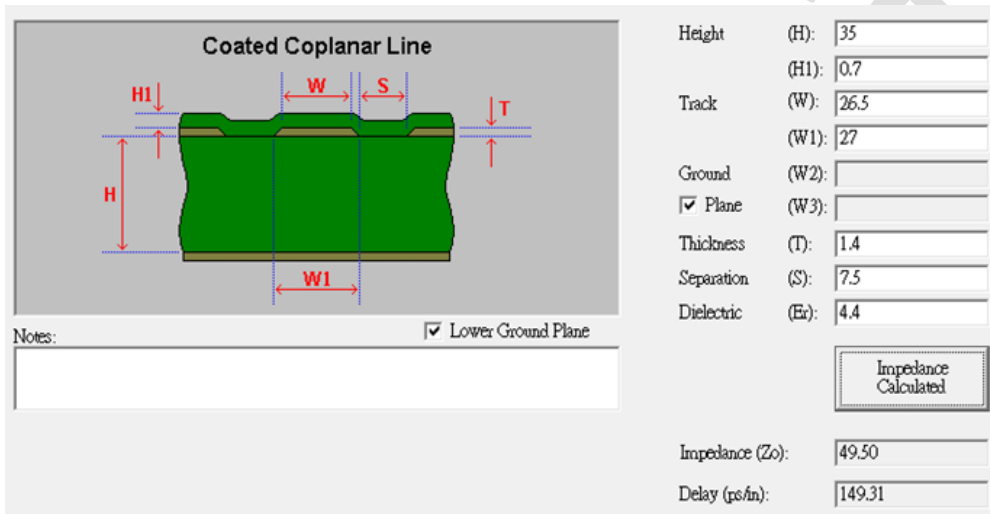 Coated Coplanar Line
H1
W
S
T
H
W1
Notes:
Lower Ground Plane
Height (H): 35
(H1): 0.7
Track (W): 26.5
(W1): 27
Ground (W2):
Plane (W3):
Thickness (T): 1.4
Separation (S): 7.5
Dielectric (Er): 4.4
Impedance
Calculated
Impedance (Zo): 49.50
Delay (ps/in): 149.31